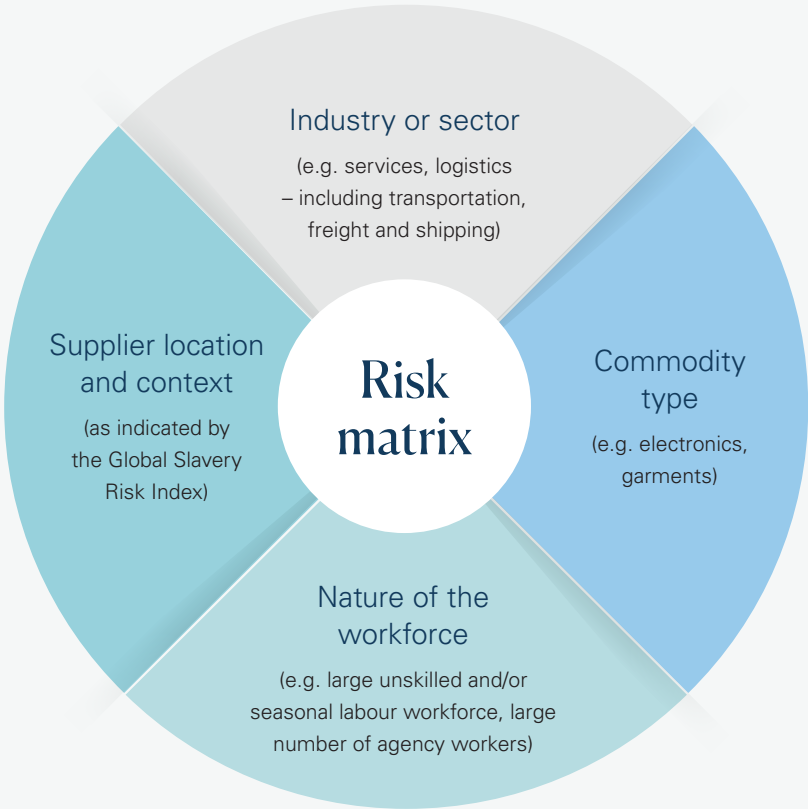 Industry or sector
(e.g. services, logistics
– including transportation,
freight and shipping)
Supplier location
and context
(as indicated by
the Global Slavery
Risk Index)
Risk
matrix
Commodity
type
(e.g. electronics,
garments)
Nature of the
workforce
(e.g. large unskilled and/or
seasonal labour workforce, large
number of agency workers)